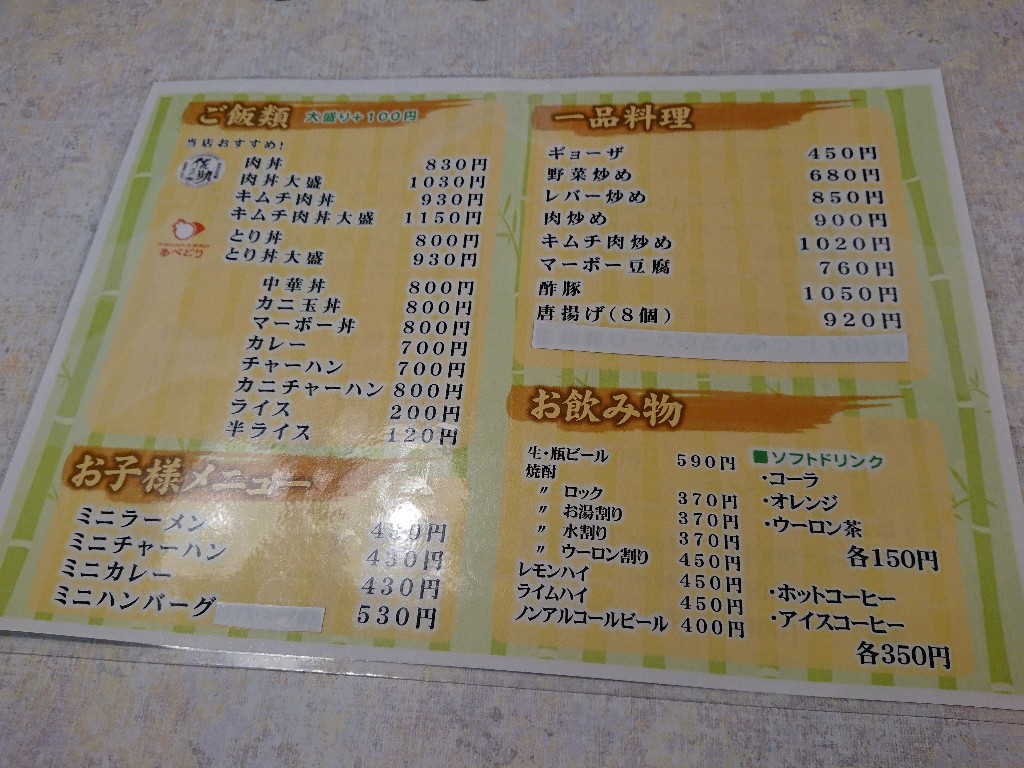 ご飯類 大盛り+100円
当店おすすめ!
肉丼 830円
肉丼大盛 1030円
キムチ肉丼 930円
キムチ肉丼大盛 1150円
とり丼 800円
とり丼大盛 930円
あべどり
中華丼 800円
カニ玉丼 800円
マーボー丼 800円
カレー 700円
チャーハン 700円
カニチャーハン 800円
ライス 200円
半ライス 120円
お子様メニュー
ミニラーメン 430円
ミニチャーハン 430円
ミニカレー 430円
ミニハンバーグ 530円
一品料理
ギョーザ 450円
野菜炒め 680円
レバー炒め 850円
肉炒め 900円
キムチ肉炒め 1020円
マーボー豆腐 760円
酢豚 1050円
唐揚げ(8個) 920円
お飲み物
生・瓶ビール 590円
焼酎
〃 ロック 370円
〃 お湯割り 370円
〃 水割り 370円
〃 ウーロン割り 450円
レモンハイ 450円
ライムハイ 450円
ノンアルコールビール 400円
■ソフトドリンク
・コーラ
・オレンジ
・ウーロン茶
各150円
・ホットコーヒー
・アイスコーヒー
各350円